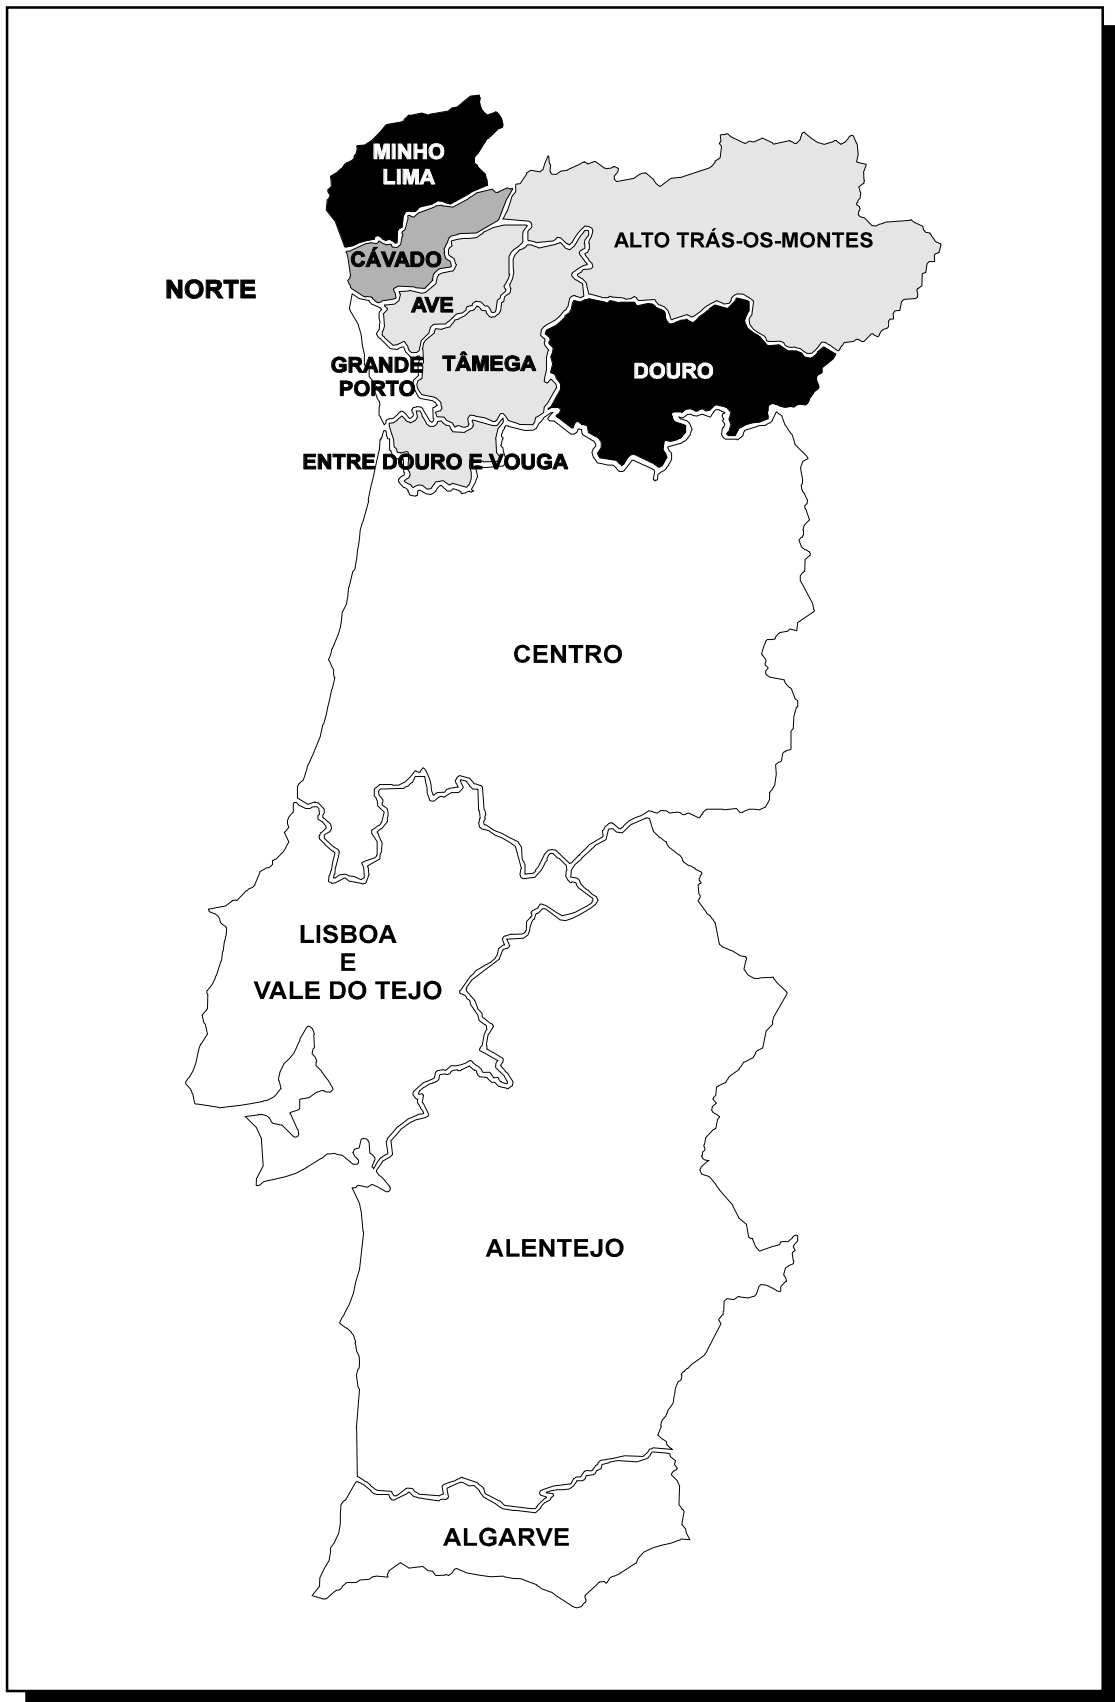 MINHO
LIMA
ALTO TRÁS-OS-MONTES
CÁVADO
NORTE
AVE
GRANDE
PORTO
TÂMEGA
DOURO
ENTRE DOURO E VOUGA
CENTRO
LISBOA
E
VALE DO TEJO
ALENTEJO
ALGARVE